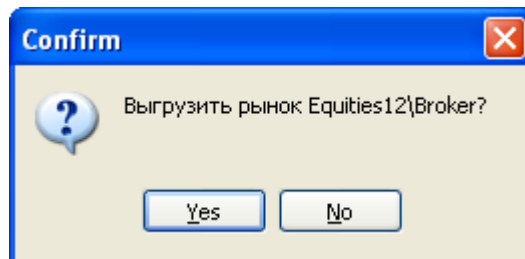 Confirm
Выгрузить рынок Equities12\Broker?
Yes
No